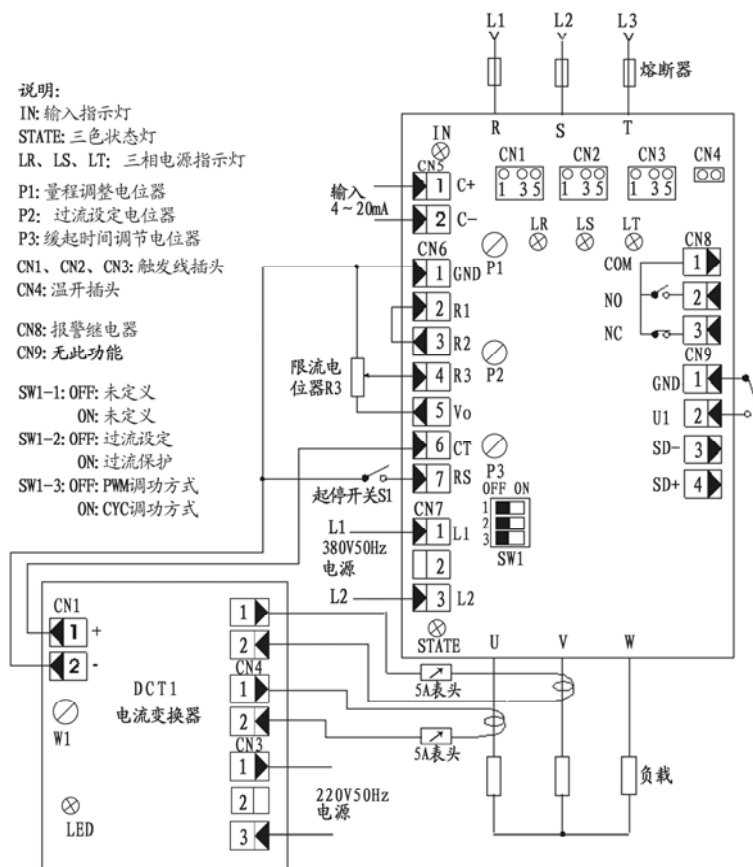 L1 L2 L3
熔断器
说明:
IN: 输入指示灯
STATE: 三色状态灯
LR、LS、LT: 三相电源指示灯
P1: 量程调整电位器
P2: 过流设定电位器
P3: 缓起时间调节电位器
CN1、CN2、CN3: 触发线插头
CN4: 温开插头
CN8: 报警继电器
CN9: 无此功能
SW1-1: OFF: 未定义
ON: 未定义
SW1-2: OFF: 过流设定
ON: 过流保护
SW1-3: OFF: PWM调功方式
ON: CYC调功方式
R S T
IN
CN1 CN2 CN3 CN4
1 3 5 1 3 5 1 3 5
CN5
输入
4~20mA
1 C+
2 C-
LR LS LT
P1
CN6
1 GND
2 R1
3 R2
4 R3
5 Vo
6 CT
7 RS
限流电
位器R3
起停开关S1
P2
P3
OFF ON
1
2
3
SW1
CN8
COM 1
NO 2
NC 3
CN9
GND 1
U1 2
SD- 3
SD+ 4
CN7
L1 1 L1
380V50Hz
电源
2
L2 3 L2
STATE
U V W
5A表头
5A表头
负载
CN1
1 +
2 -
W1
LED
DCT1
电流变换器
1
2
CN4
1
2
CN3
1
2
3
220V50Hz
电源